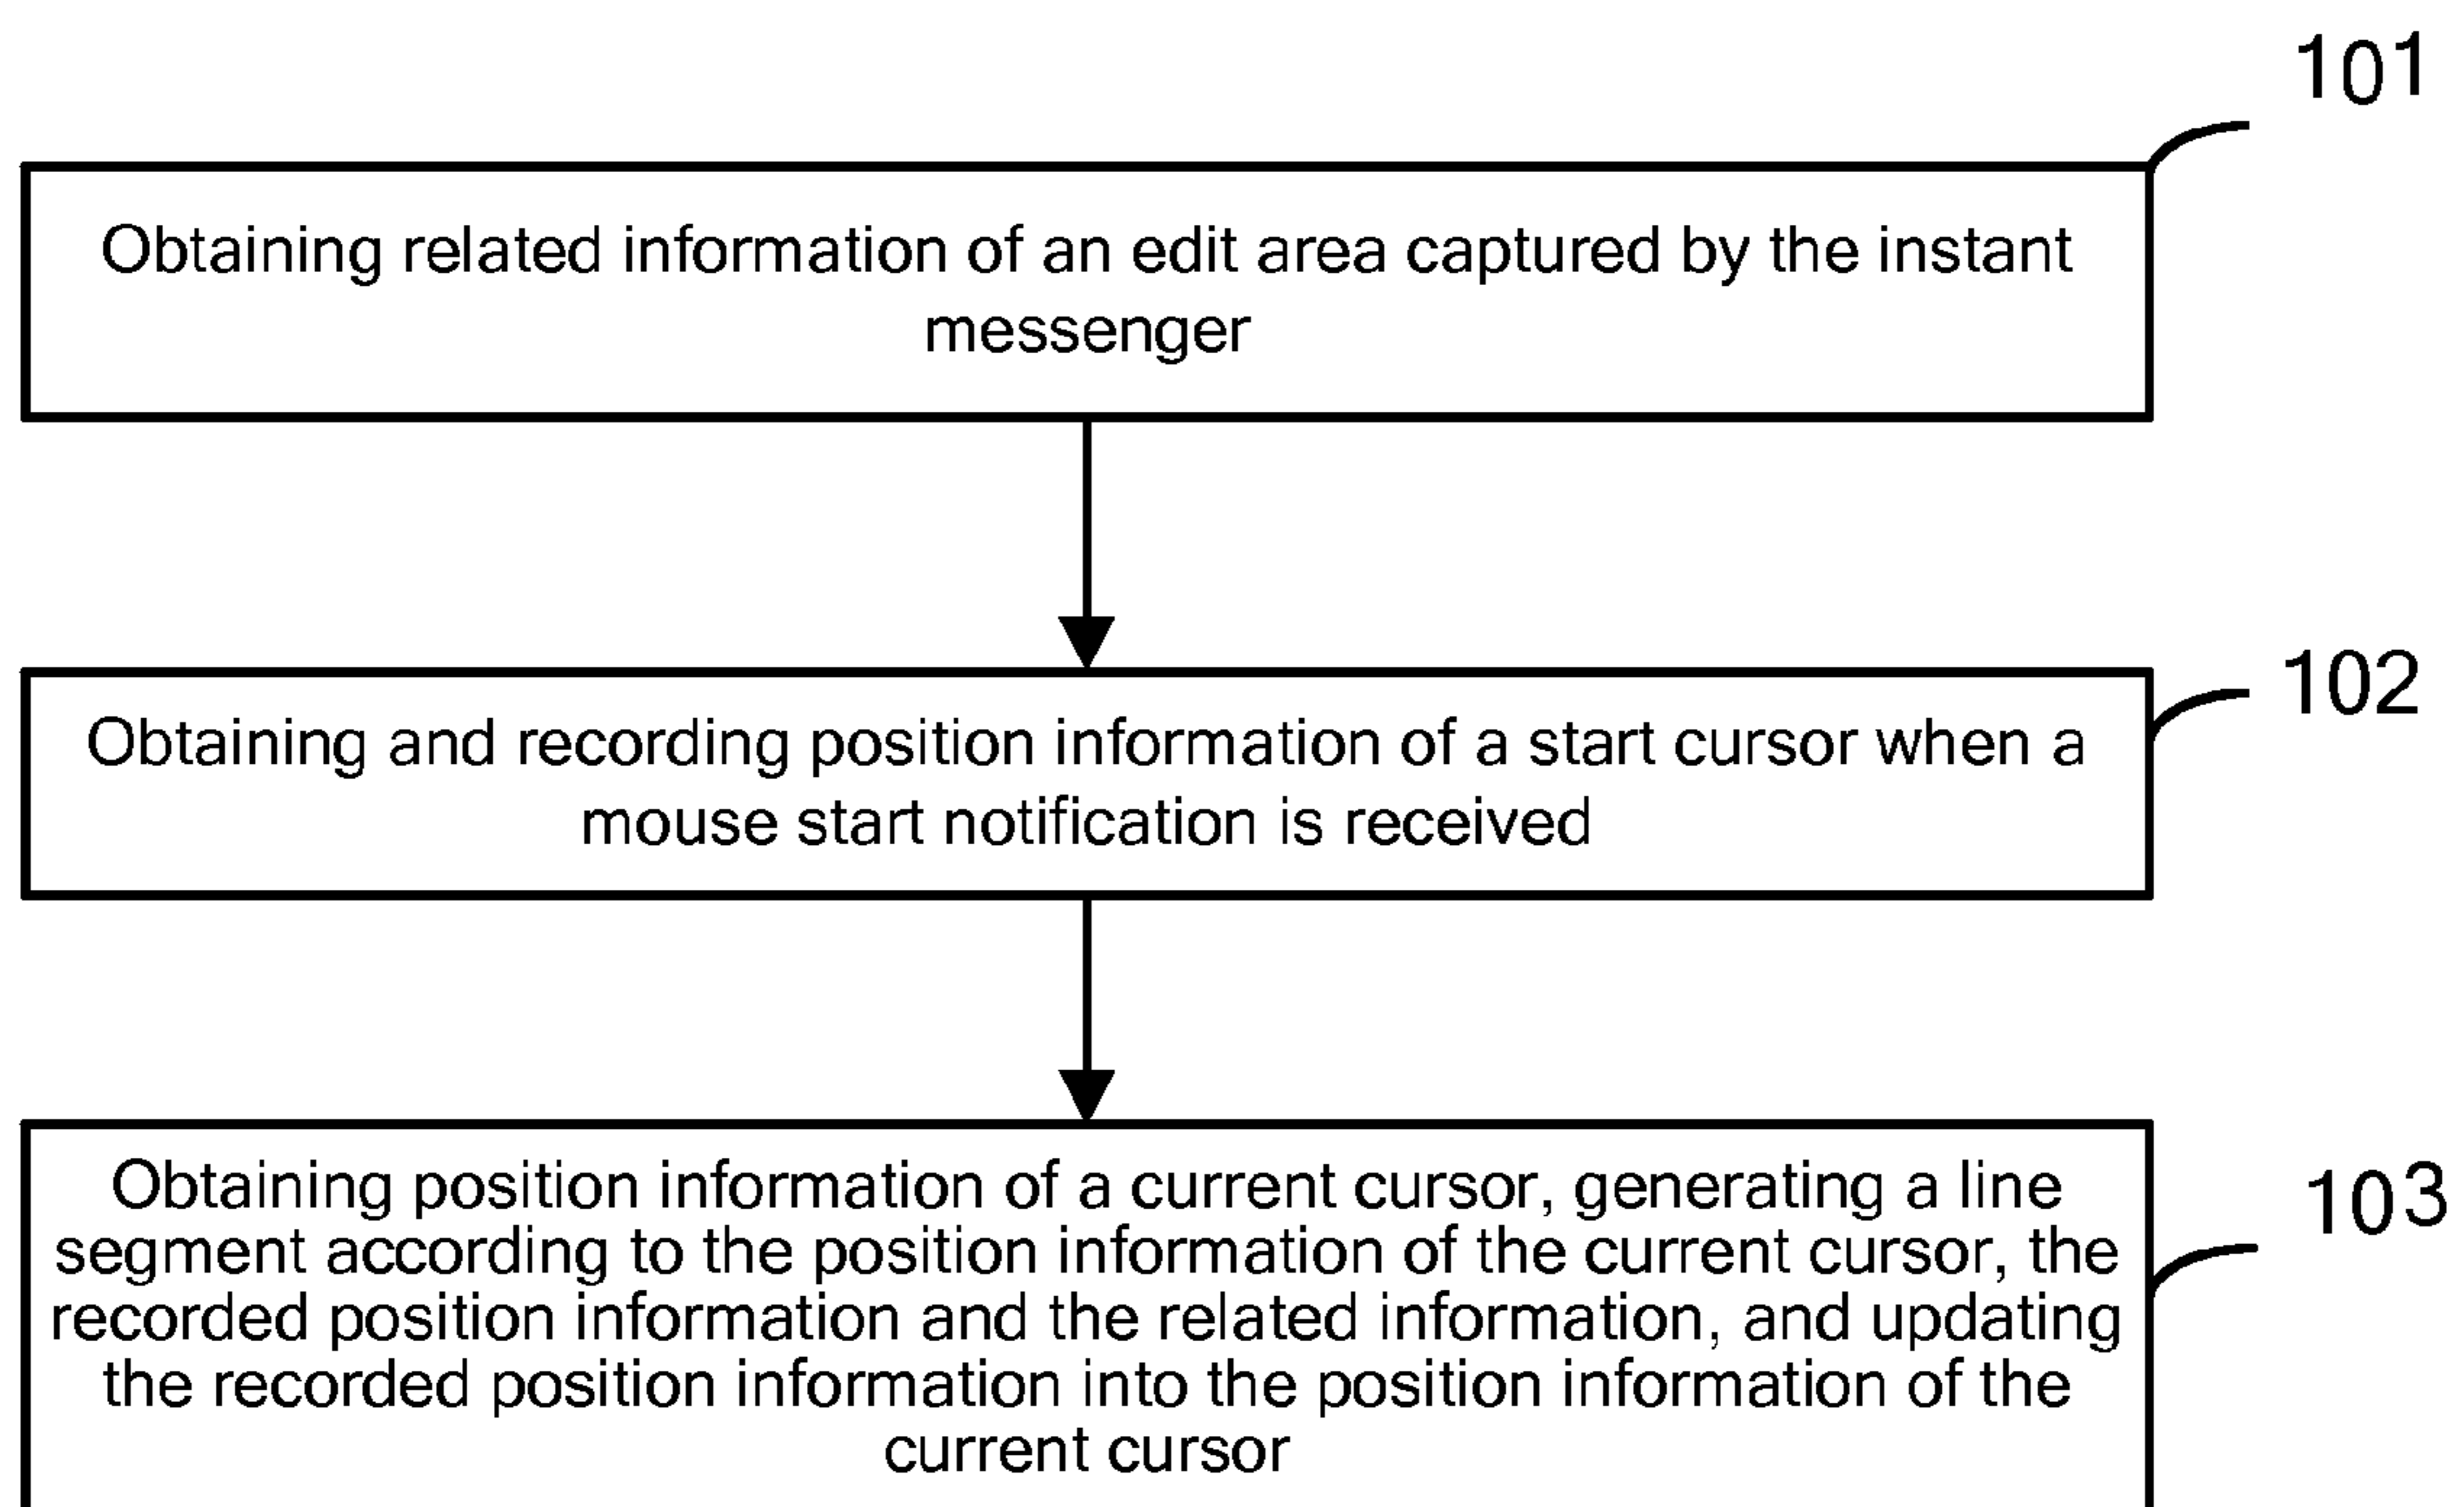 101
Obtaining related information of an edit area captured by the instant
messenger
102
Obtaining and recording position information of a start cursor when a
mouse start notification is received
103
Obtaining position information of a current cursor, generating a line
segment according to the position information of the current cursor, the
recorded position information and the related information, and updating
the recorded position information into the position information of the
current cursor